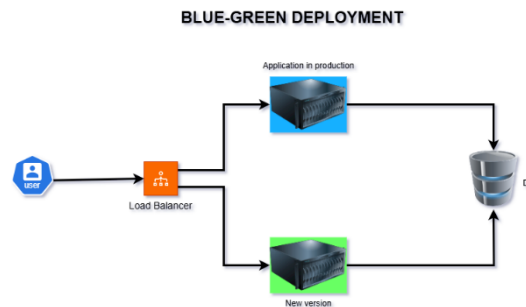 BLUE-GREEN DEPLOYMENT
Application in production
user
Load Balancer
D
New version